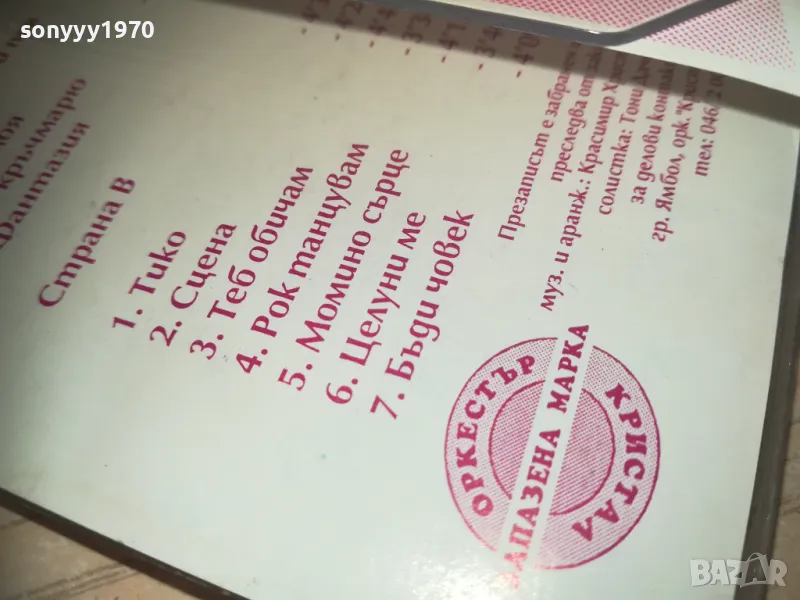 sonyyy1970
кръчмарю
Фантазия
Страна В
1. Тико
2. Сцена
3. Теб обичам
4. Рок танцувам
5. Момино сърце
6. Целуни ме
7. Бъди човек
Презаписът е забранен
преследва от
муз. и аранж.: Красимир
солистка: Тони
за делови
гр. Ямбол, орк.
тел: 046
ОРКЕСТЪР
КРИСТАЛ
ЗАПАЗЕНА МАРКА
BAZAR